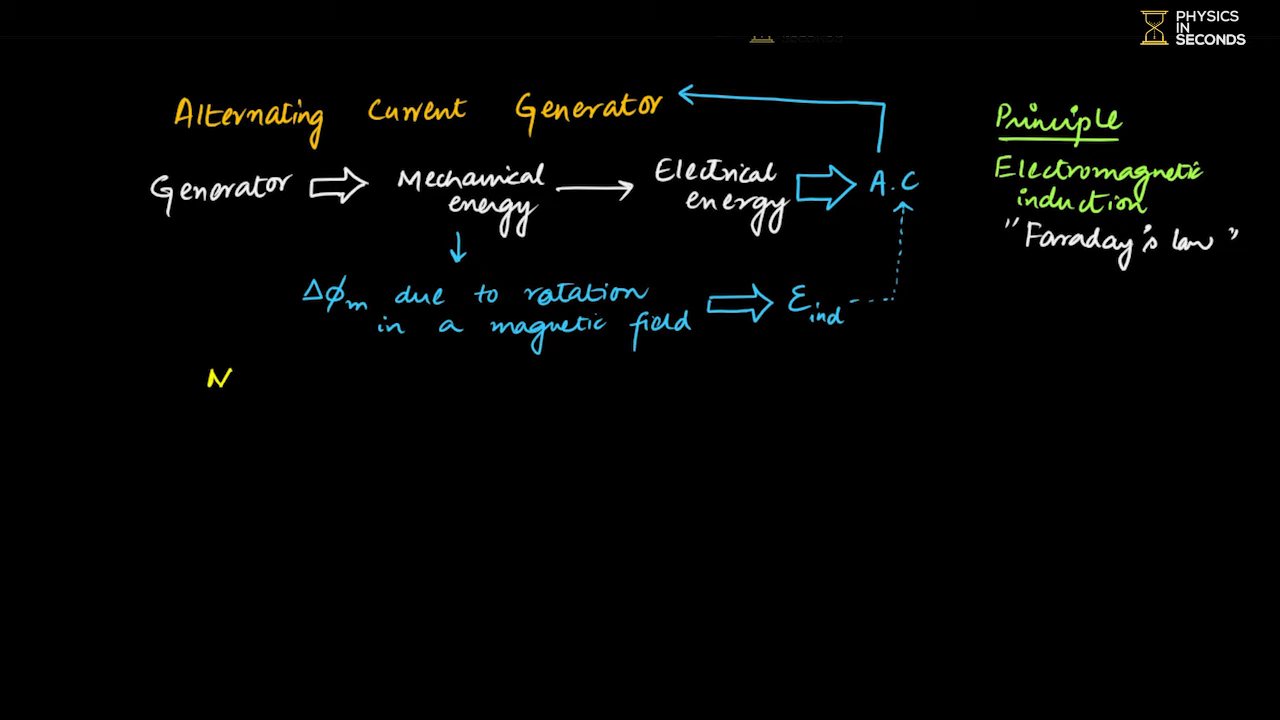 PHYSICS
IN
SECONDS
Alternating Current Generator
Generator ⇒ Mechanical energy → Electrical energy ⇒ A.C
↓
Δϕm due to rotation
in a magnetic field ⇒ Ɛind
N
Principle
Electromagnetic
induction
"Faraday's law"